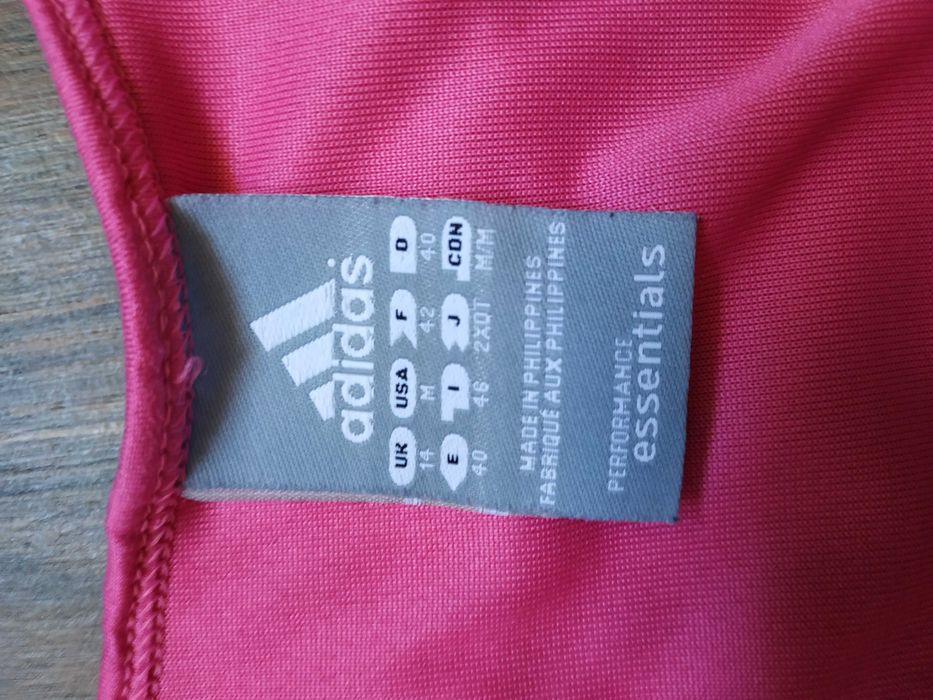 adidas
UK USA F D
14 M 42 40
E I J CDN
40 46 2XOT M/M
MADE IN PHILIPPINES
FABRIQUÉ AUX PHILIPPINES
PERFORMANCE
essentials